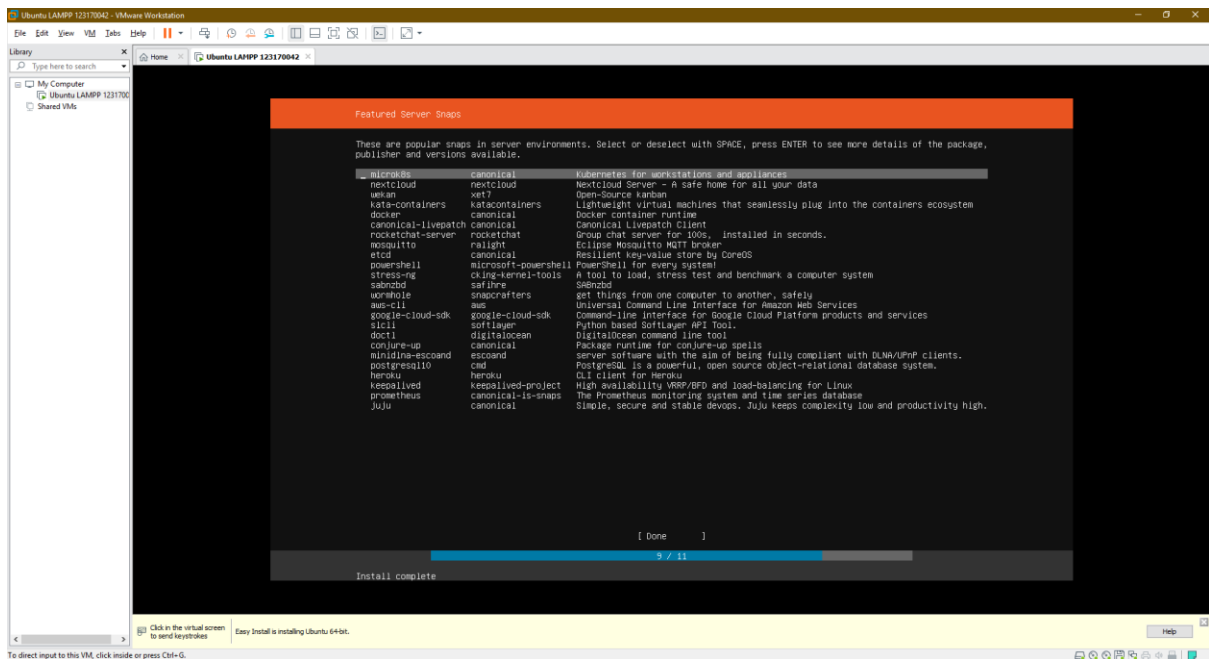 Ubuntu LAMPP 123170042 - VMware Workstation
File Edit View VM Tabs Help
Library
Type here to search
My Computer
Ubuntu LAMPP 1231700
Shared VMs
Home
Ubuntu LAMPP 123170042
Featured Server Snaps
These are popular snaps in server environments. Select or deselect with SPACE, press ENTER to see more details of the package,
publisher and versions available.
microk8s canonical Kubernetes for workstations and appliances
nextcloud nextcloud Nextcloud Server - A safe home for all your data
wekan xet7 Open-Source kanban
kata-containers katacontainers Lightweight virtual machines that seamlessly plug into the containers ecosystem
docker canonical Docker container runtime
canonical-livepatch canonical Canonical Livepatch Client
rocketchat-server rocketchat Group chat server for 100s, installed in seconds.
mosquitto ralight Eclipse Mosquitto MQTT broker
etcd canonical Resilient key-value store by CoreOS
powershell microsoft-powershell PowerShell for every system!
stress-ng cking-kernel-tools A tool to load, stress test and benchmark a computer system
sabnzbd safihre SABnzbd
wormhole snapcrafters get things from one computer to another, safely
aws-cli aws Universal Command Line Interface for Amazon Web Services
google-cloud-sdk google-cloud-sdk Command-line interface for Google Cloud Platform products and services
slcli softlayer Python based SoftLayer API Tool.
doctl digitalocean DigitalOcean command line tool
conjure-up canonical Package runtime for conjure-up spells
minidlna-escoand escoand server software with the aim of being fully compliant with DLNA/UPnP clients.
postgresql10 cmd PostgreSQL is a powerful, open source object-relational database system.
heroku heroku CLI client for Heroku
keepalived keepalived-project High availability VRRP/BFD and load-balancing for Linux
prometheus canonical-is-snaps The Prometheus monitoring system and time series database
juju canonical Simple, secure and stable devops. Juju keeps complexity low and productivity high.
[ Done ]
9 / 11
Install complete
Click in the virtual screen
to send keystrokes
Easy Install is installing Ubuntu 64-bit.
Help
To direct input to this VM, click inside or press Ctrl+G.